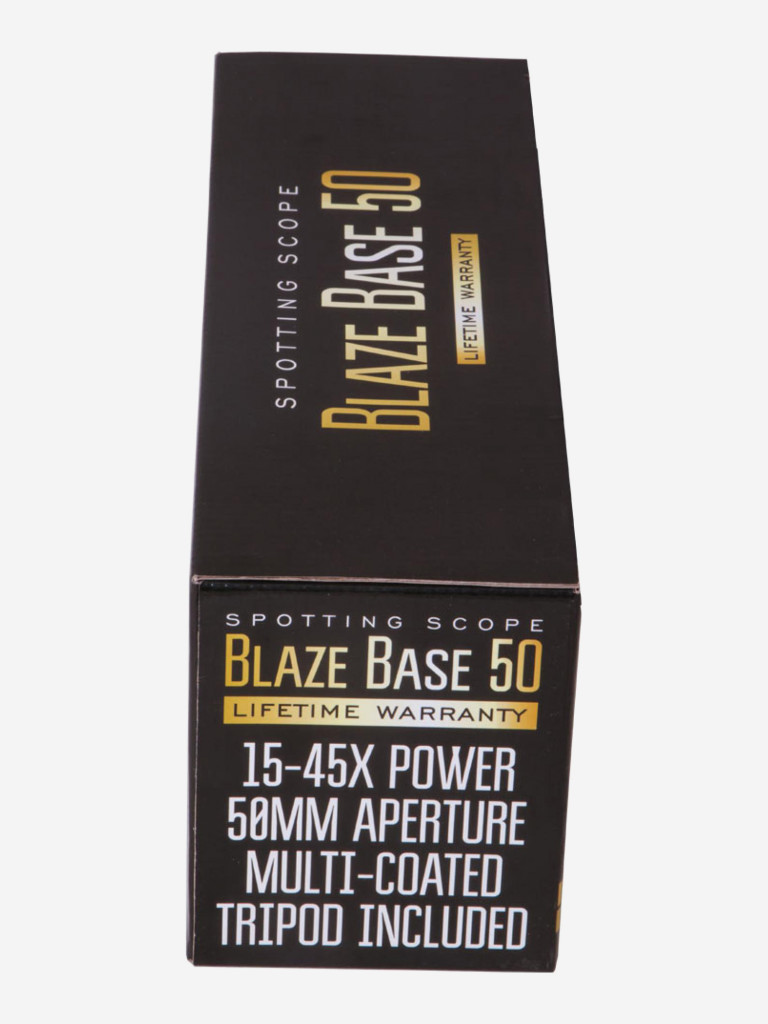 SPOTTING SCOPE
BLAZE BASE 50
LIFETIME WARRANTY
SPOTTING SCOPE
BLAZE BASE 50
LIFETIME WARRANTY
15-45X POWER
50MM APERTURE
MULTI-COATED
TRIPOD INCLUDED